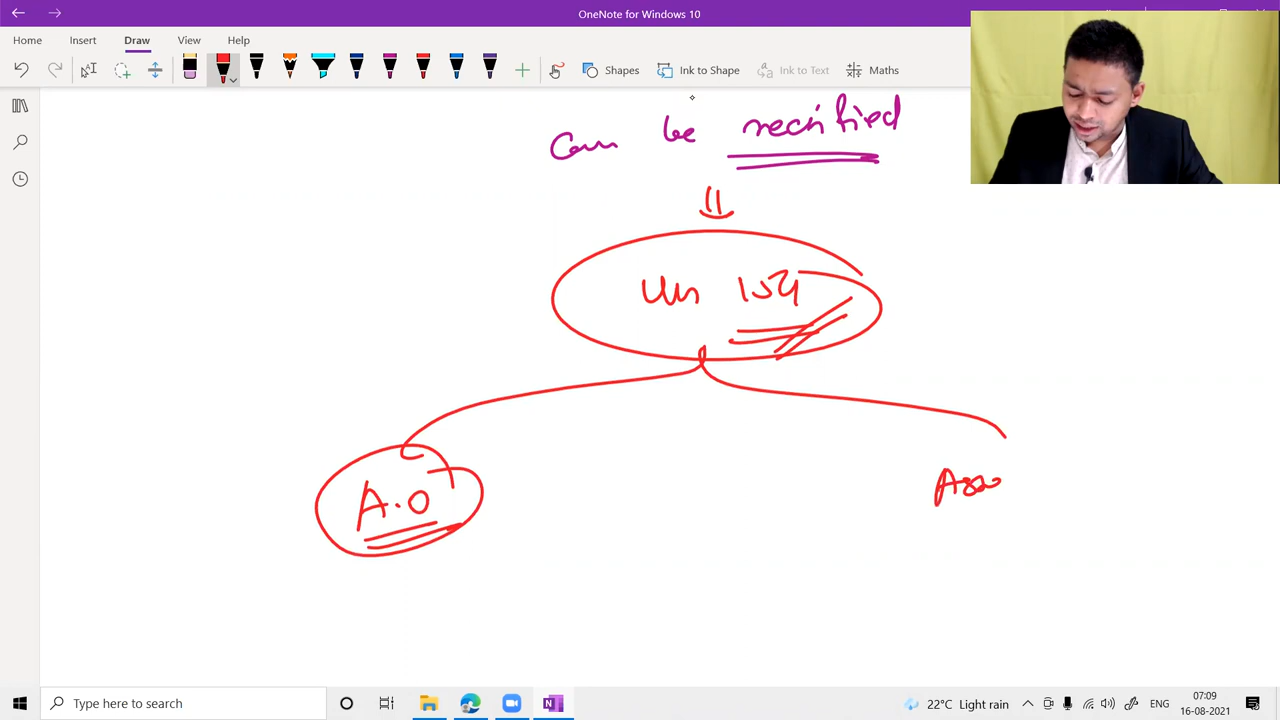 OneNote for Windows 10
Home Insert Draw View Help
Shapes Ink to Shape Ink to Text Maths
Can be rectified
U/s 154
A.O
Type here to search
22°C Light rain ENG 07:09
16-08-2021